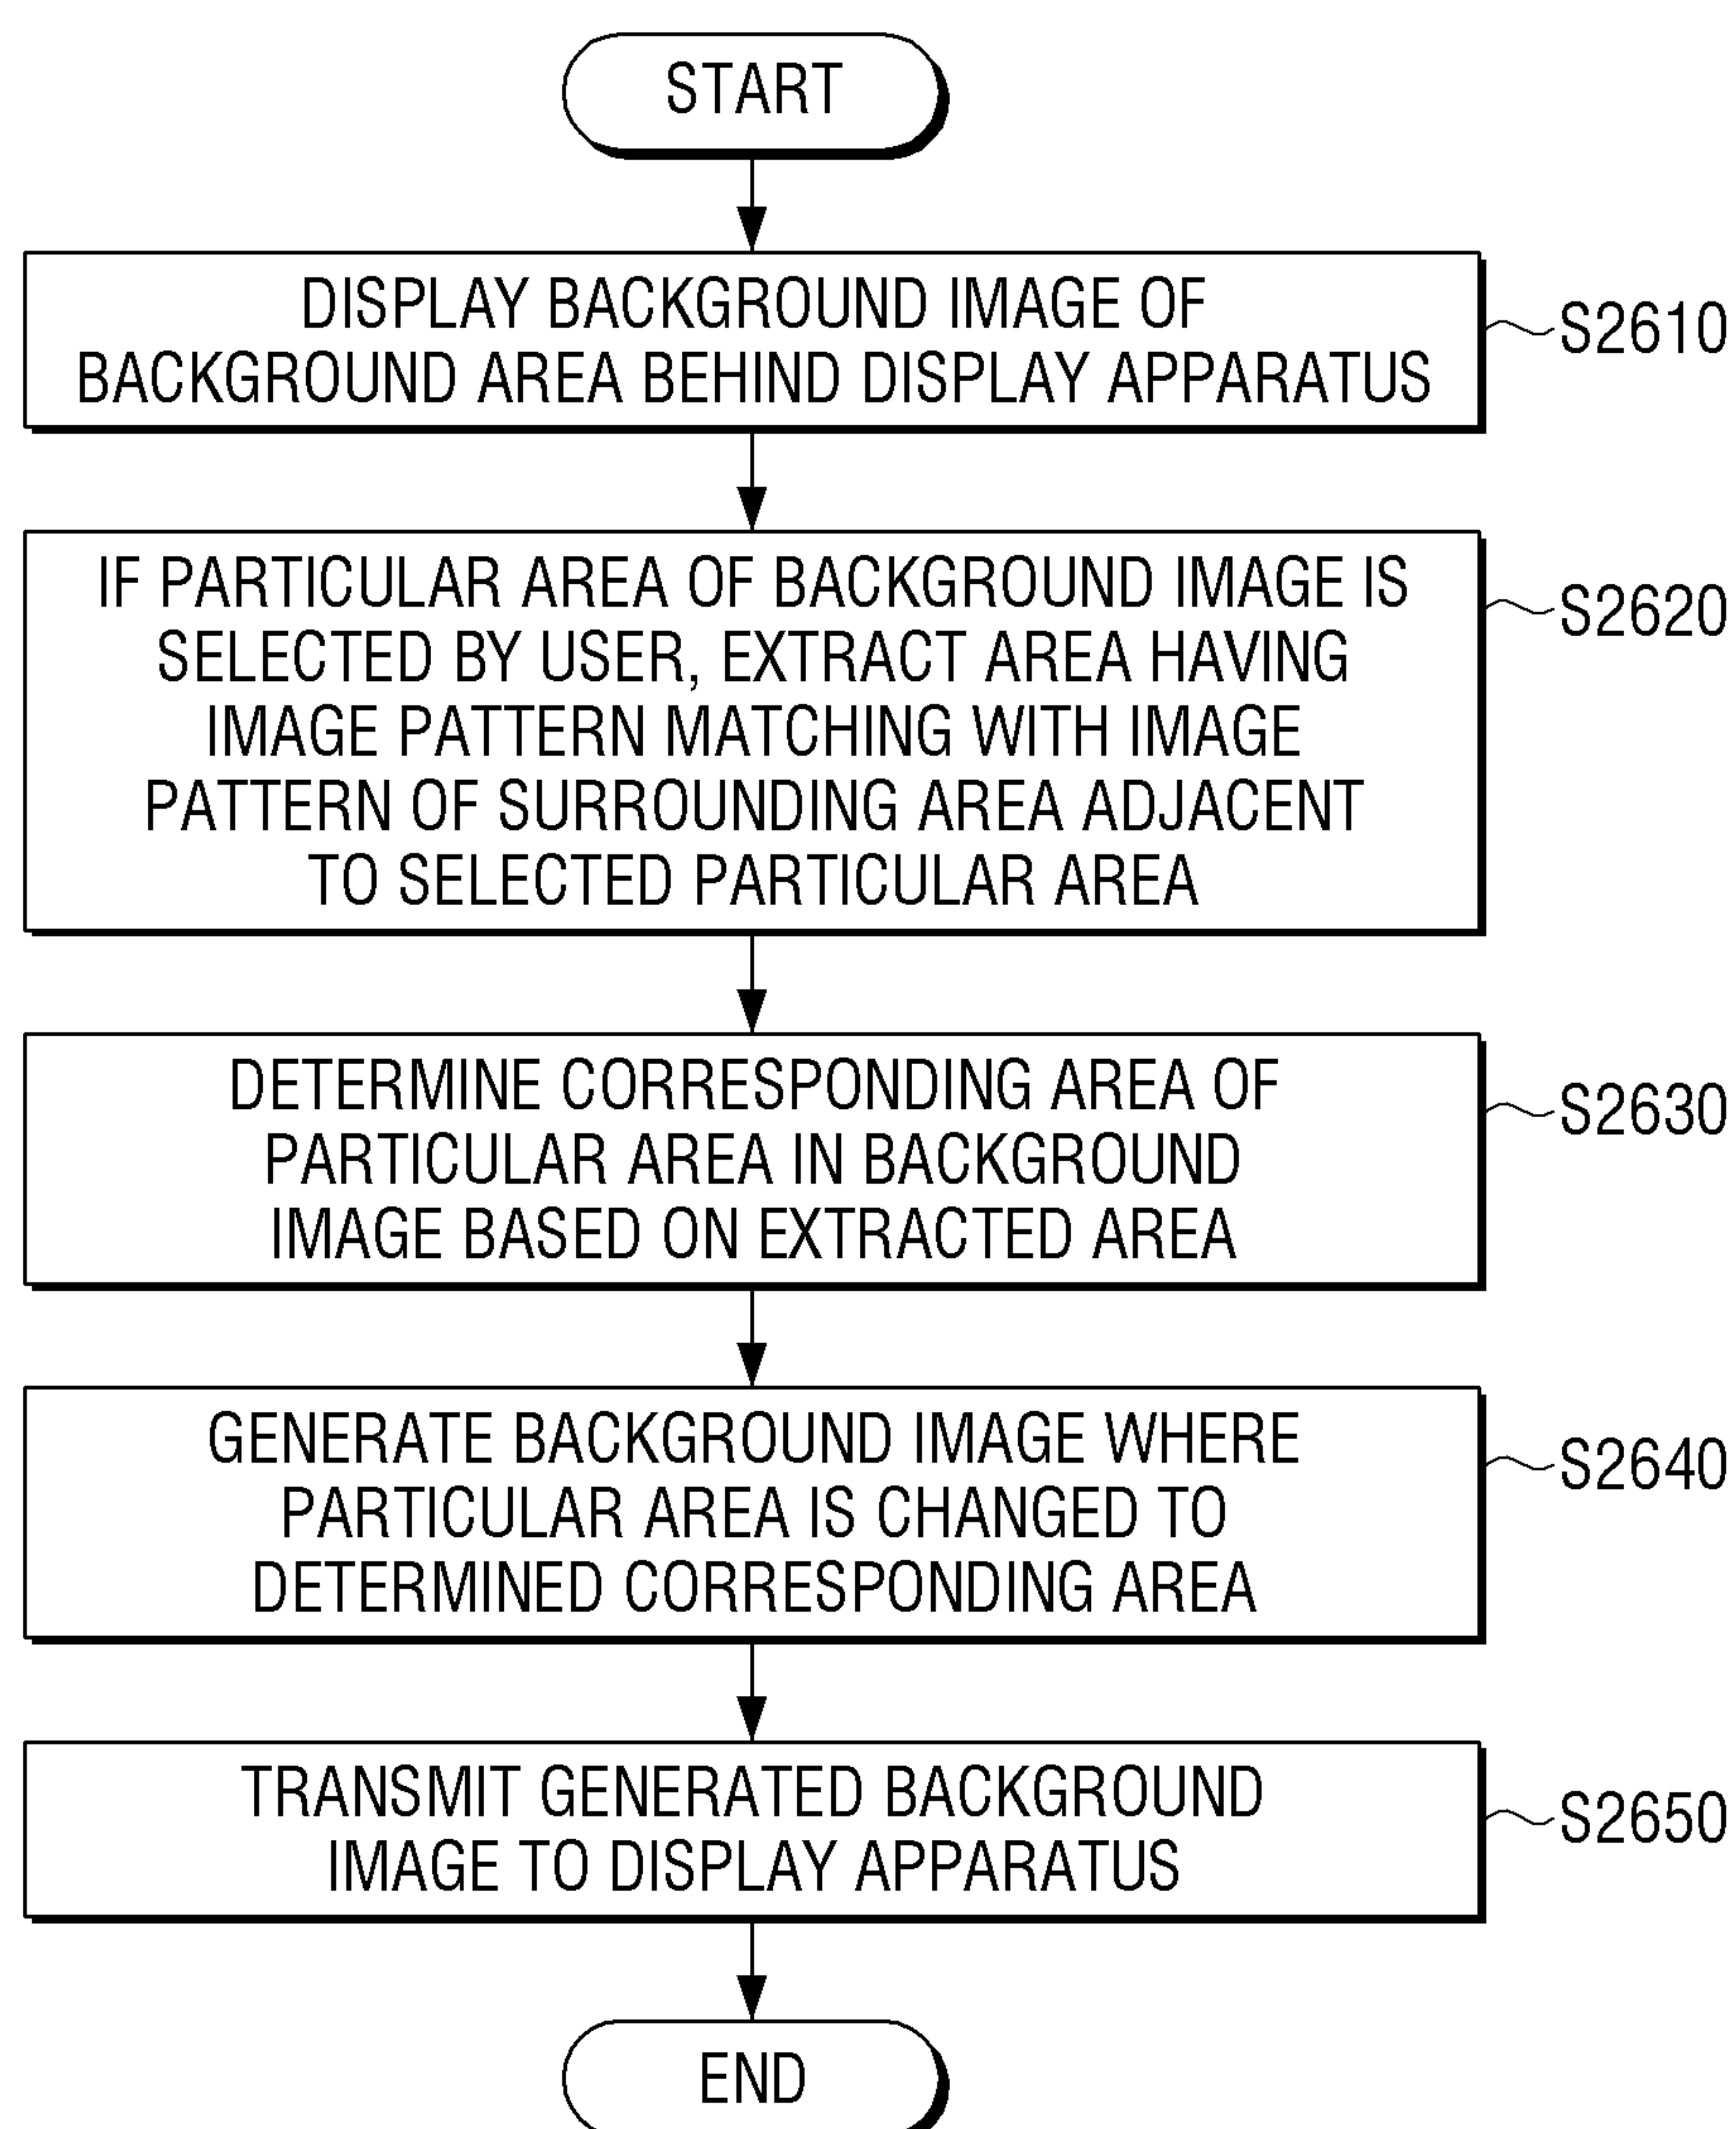 START
DISPLAY BACKGROUND IMAGE OF
BACKGROUND AREA BEHIND DISPLAY APPARATUS
S2610
IF PARTICULAR AREA OF BACKGROUND IMAGE IS
SELECTED BY USER, EXTRACT AREA HAVING
IMAGE PATTERN MATCHING WITH IMAGE
PATTERN OF SURROUNDING AREA ADJACENT
TO SELECTED PARTICULAR AREA
S2620
DETERMINE CORRESPONDING AREA OF
PARTICULAR AREA IN BACKGROUND
IMAGE BASED ON EXTRACTED AREA
S2630
GENERATE BACKGROUND IMAGE WHERE
PARTICULAR AREA IS CHANGED TO
DETERMINED CORRESPONDING AREA
S2640
TRANSMIT GENERATED BACKGROUND
IMAGE TO DISPLAY APPARATUS
S2650
END